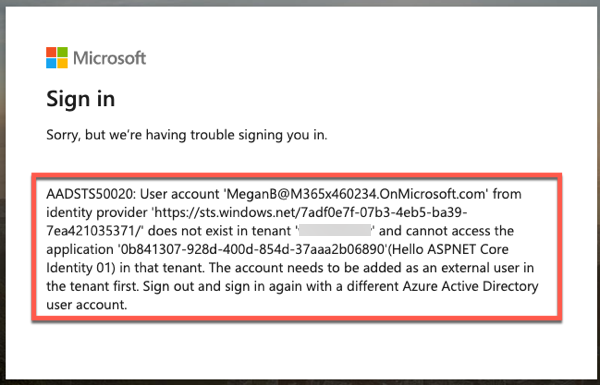 Microsoft
Sign in
Sorry, but we’re having trouble signing you in.
AADSTS50020: User account 'MeganB@M365x460234.OnMicrosoft.com' from
identity provider 'https://sts.windows.net/7adf0e7f-07b3-4eb5-ba39-
7ea421035371/' does not exist in tenant '' and cannot access the
application '0b841307-928d-400d-854d-37aaa2b06890'(Hello ASPNET Core
Identity 01) in that tenant. The account needs to be added as an external user in
the tenant first. Sign out and sign in again with a different Azure Active Directory
user account.